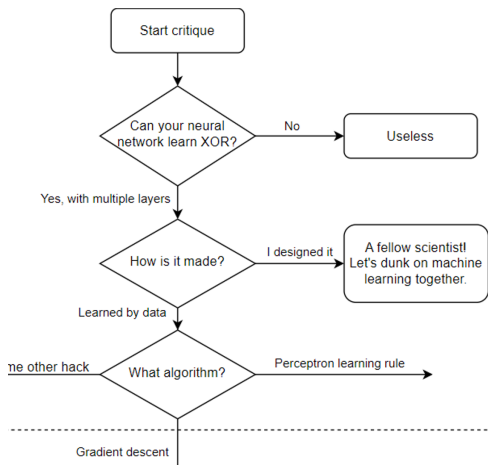 Start critique
Can your neural
network learn XOR?
No
Useless
Yes, with multiple layers
How is it made?
I designed it
A fellow scientist!
Let's dunk on machine
learning together.
Learned by data
other hack
What algorithm?
Perceptron learning rule
Gradient descent